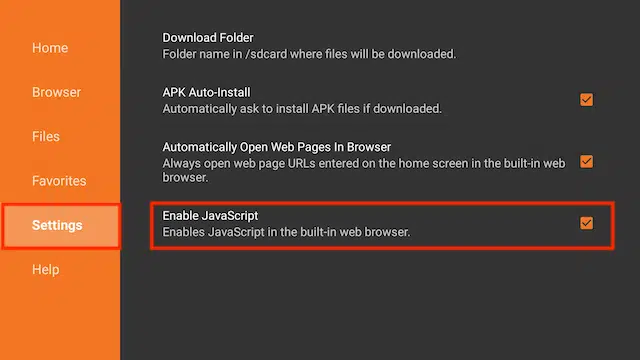 Home
Browser
Files
Favorites
Settings
Help
Download Folder
Folder name in /sdcard where files will be downloaded.
APK Auto-Install
Automatically ask to install APK files if downloaded.
Automatically Open Web Pages In Browser
Always open web page URLs entered on the home screen in the built-in web
browser.
Enable JavaScript
Enables JavaScript in the built-in web browser.